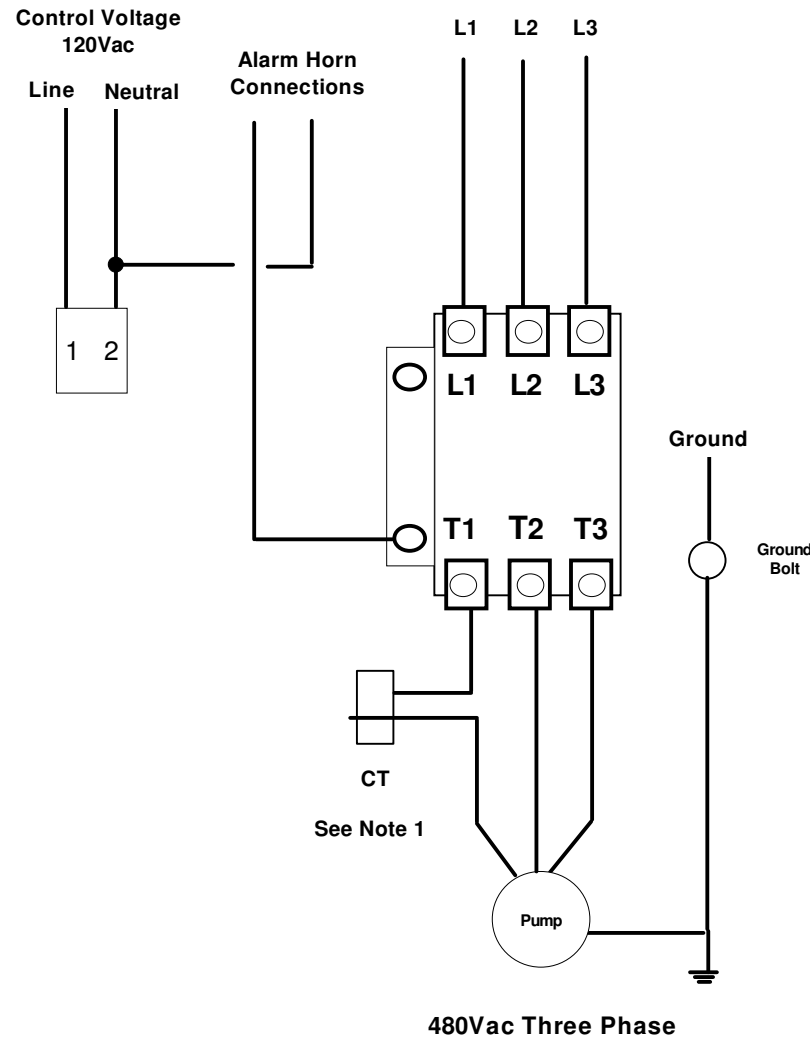 Control Voltage
120Vac
Line Neutral
Alarm Horn
Connections
L1 L2 L3
1 2
L1 L2 L3
T1 T2 T3
Ground
Ground
Bolt
CT
See Note 1
Pump
480Vac Three Phase